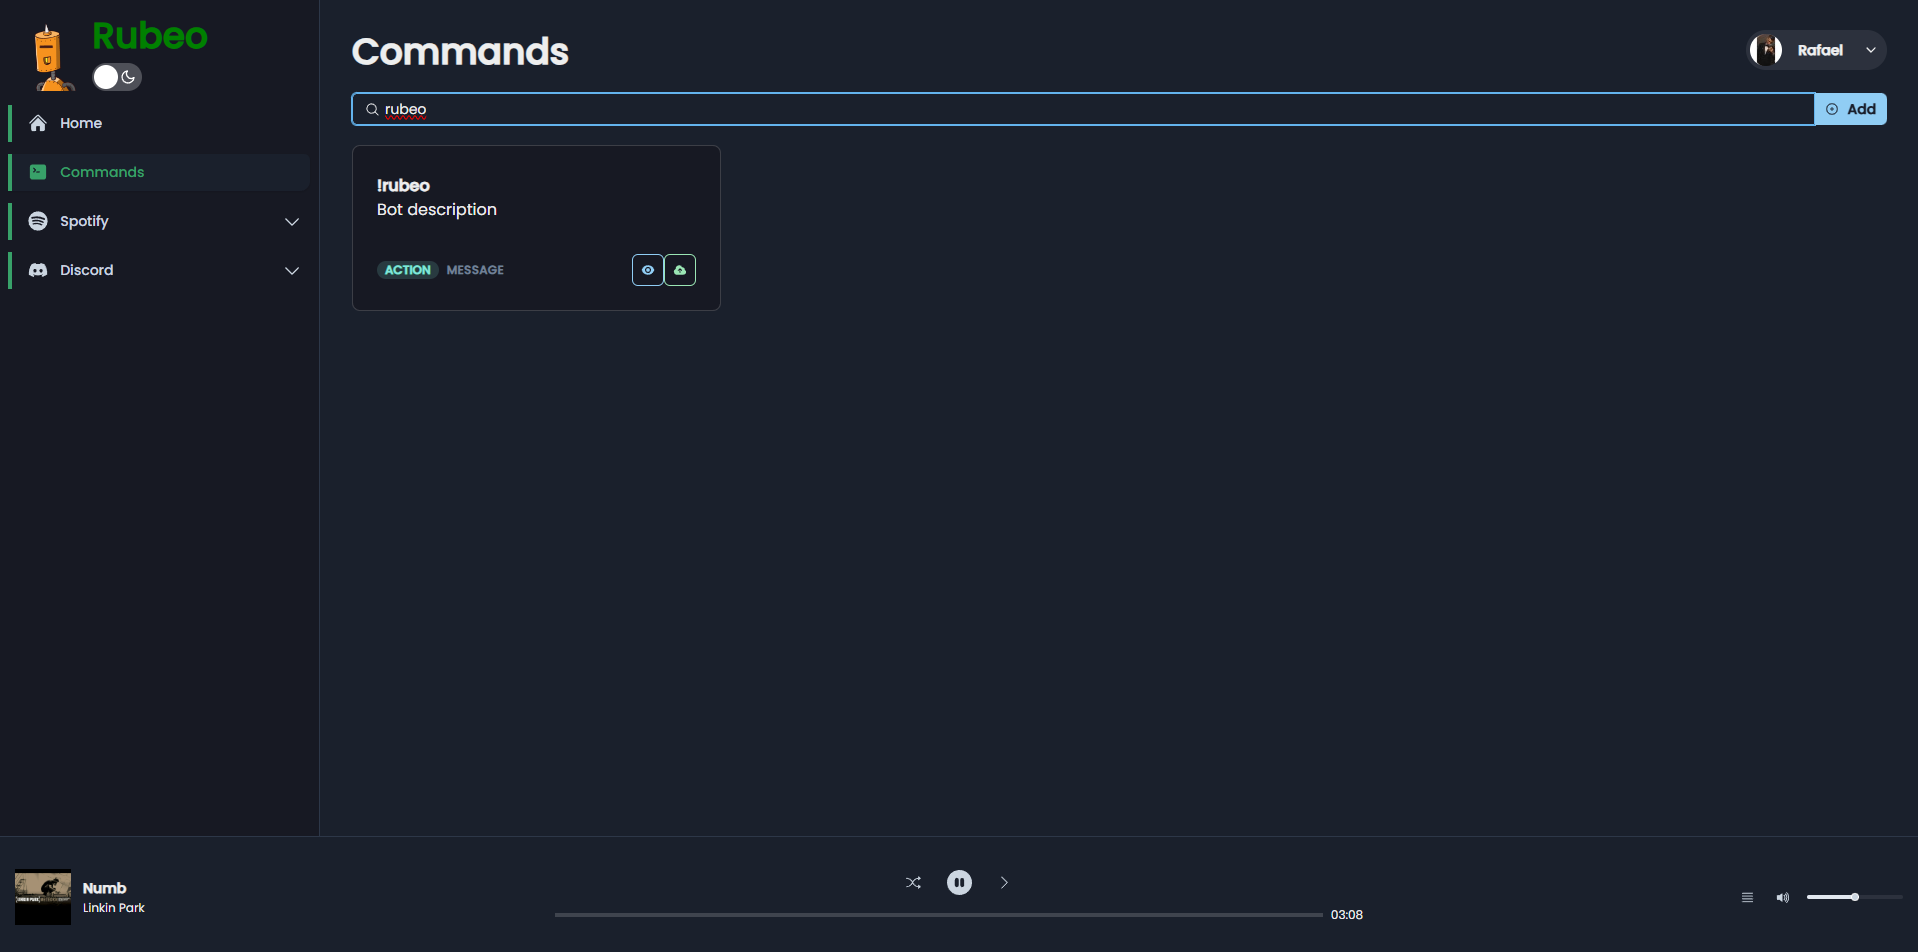 Rubeo
Home
Commands
Spotify
Discord
Commands
Rafael
rubeo
Add
!rubeo
Bot description
ACTION MESSAGE
Numb
Linkin Park
03:08